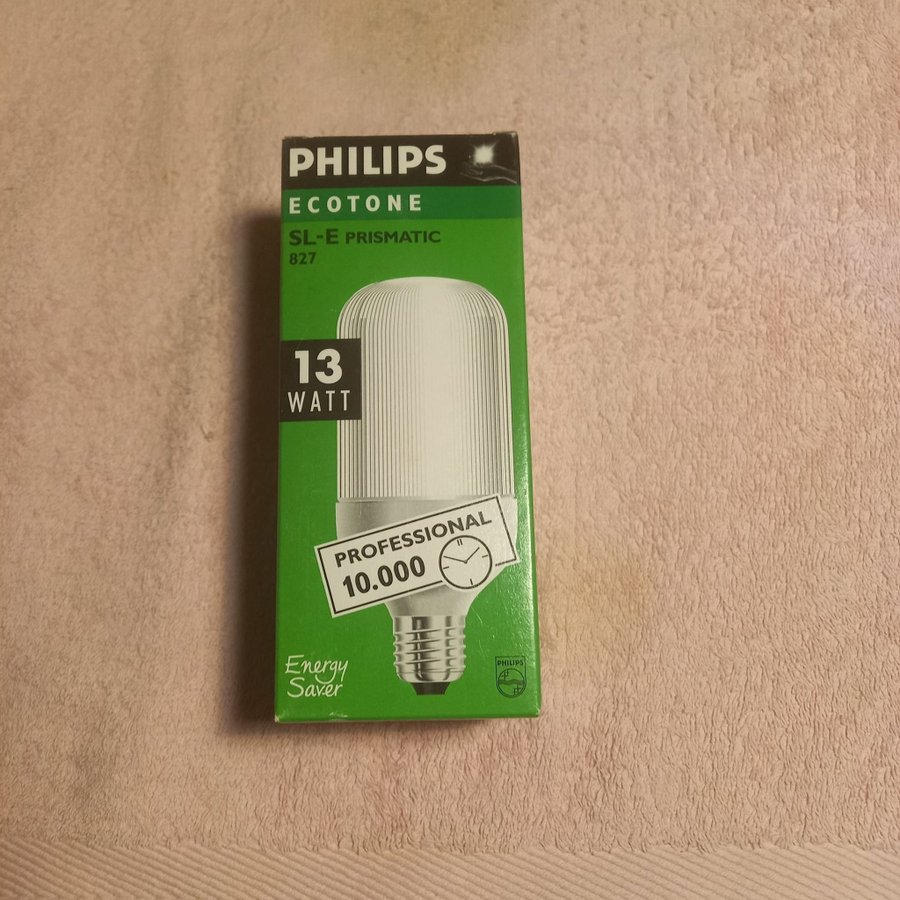 PHILIPS
ECOTONE
SL-E PRISMATIC
827
13
WATT
PROFESSIONAL
10.000
Energy
Saver
PHILIPS